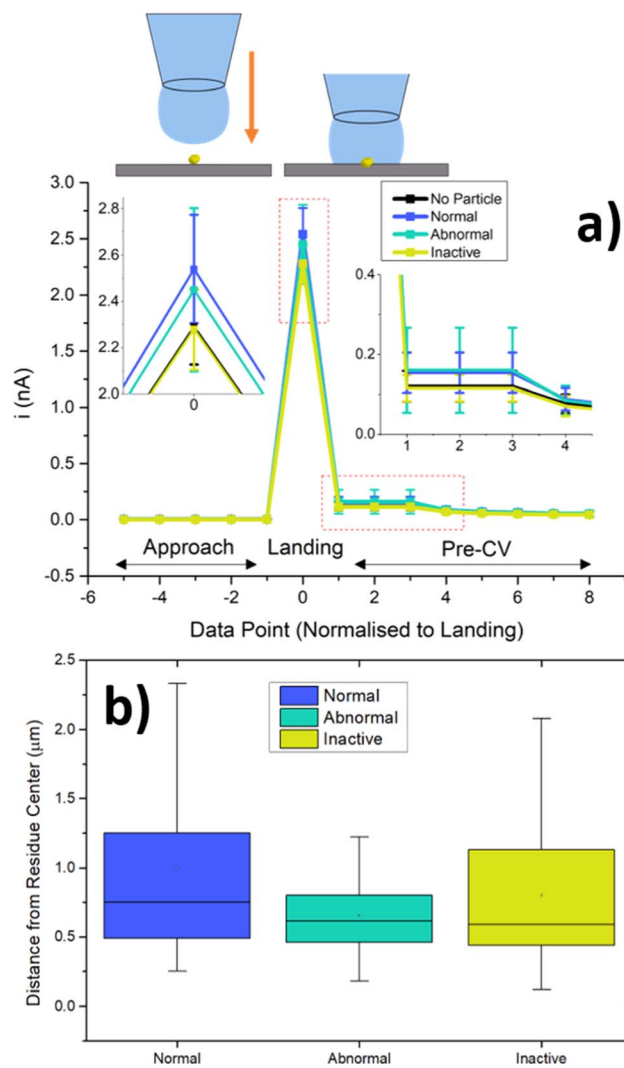 a)
No Particle
Normal
Abnormal
Inactive
3.0
2.5
2.0
1.5
1.0
0.5
0.0
-0.5
i (nA)
2.8
2.6
2.4
2.2
2.0
0
0.4
0.2
0.0
1 2 3 4
Approach Landing Pre-CV
-6 -4 -2 0 2 4 6 8
Data Point (Normalised to Landing)
b)
Normal
Abnormal
Inactive
2.5
2.0
1.5
1.0
0.5
0.0
Distance from Residue Center (μm)
Normal Abnormal Inactive